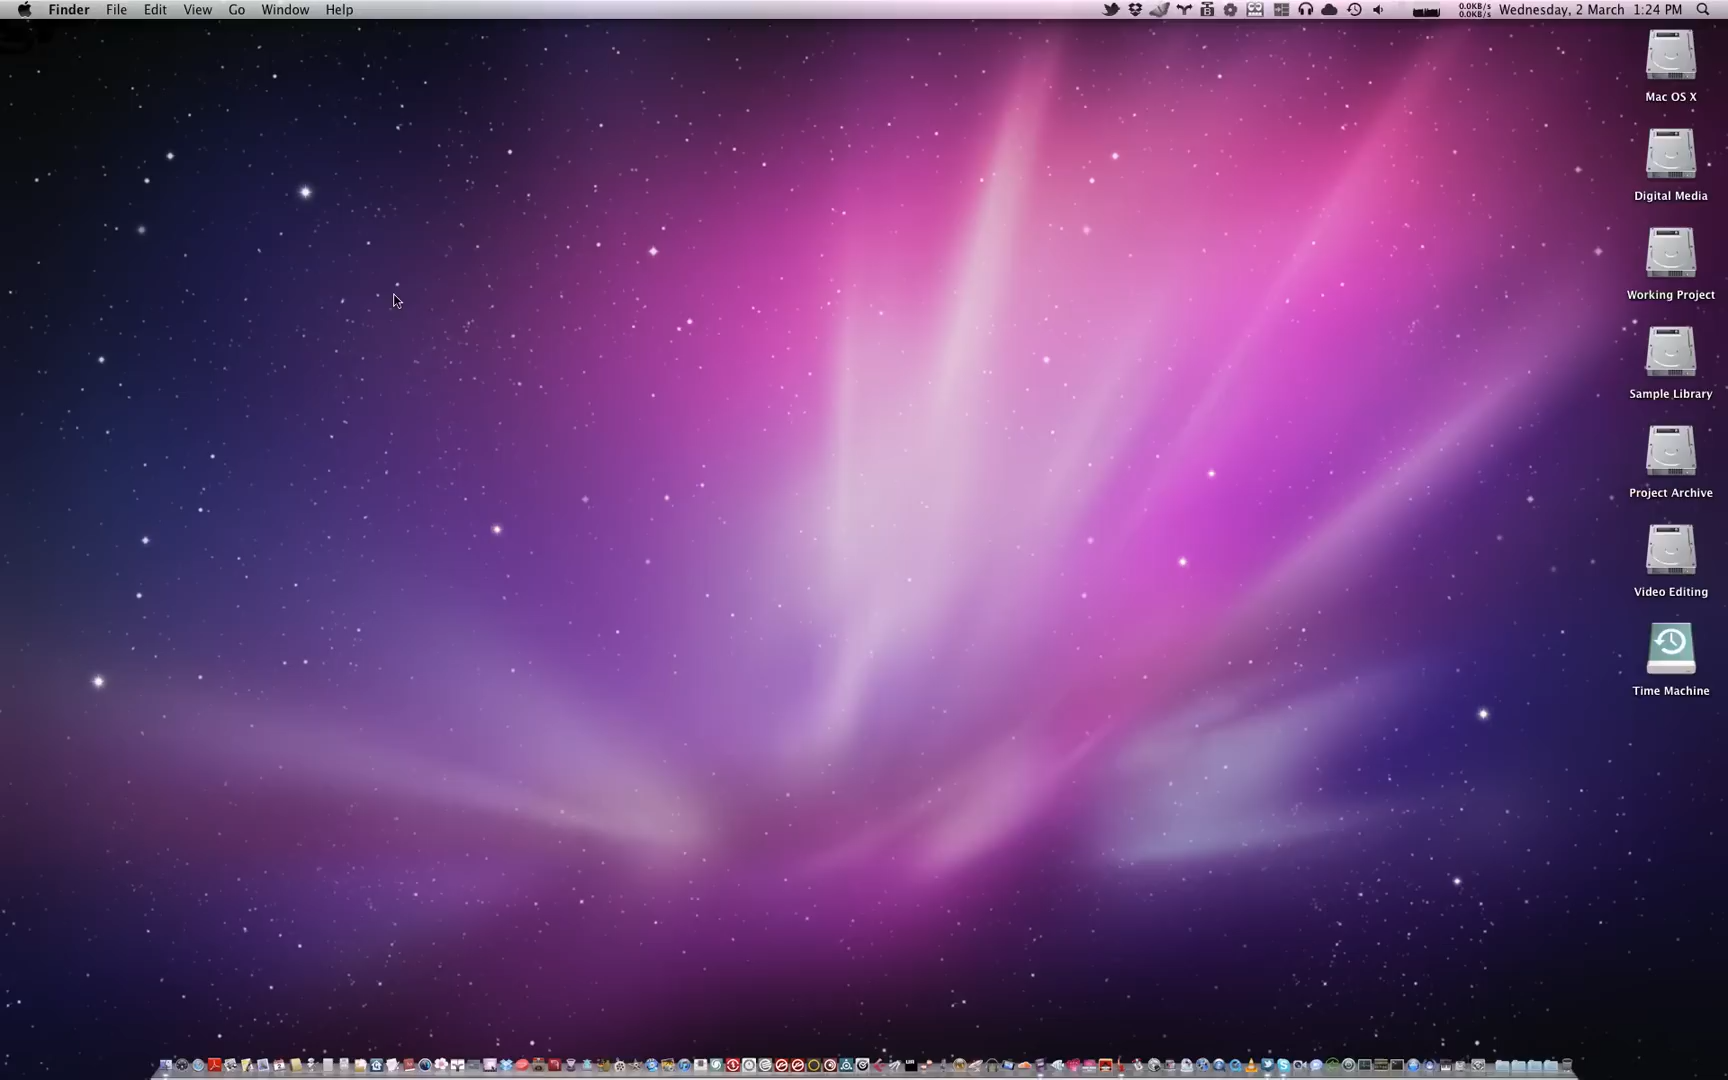 Finder File Edit View Go Window Help
0.0KB/s
0.0KB/s
Wednesday, 2 March 1:24 PM
Mac OS X
Digital Media
Working Project
Sample Library
Project Archive
Video Editing
Time Machine